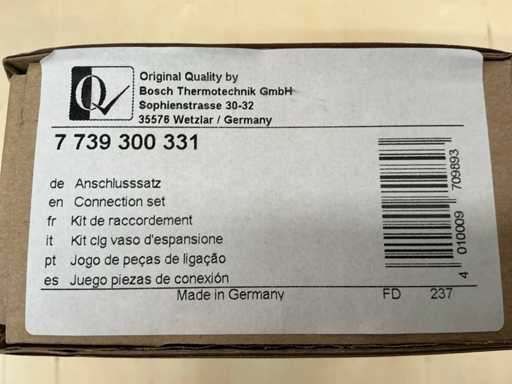 Original Quality by
Bosch Thermotechnik GmbH
Sophienstrasse 30-32
35576 Wetzlar / Germany
7 739 300 331
de Anschlusssatz
en Connection set
fr Kit de raccordement
it Kit clg vaso d'espansione
pt Jogo de peças de ligação
es Juego piezas de conexión
Made in Germany FD 237
4 010009 709893